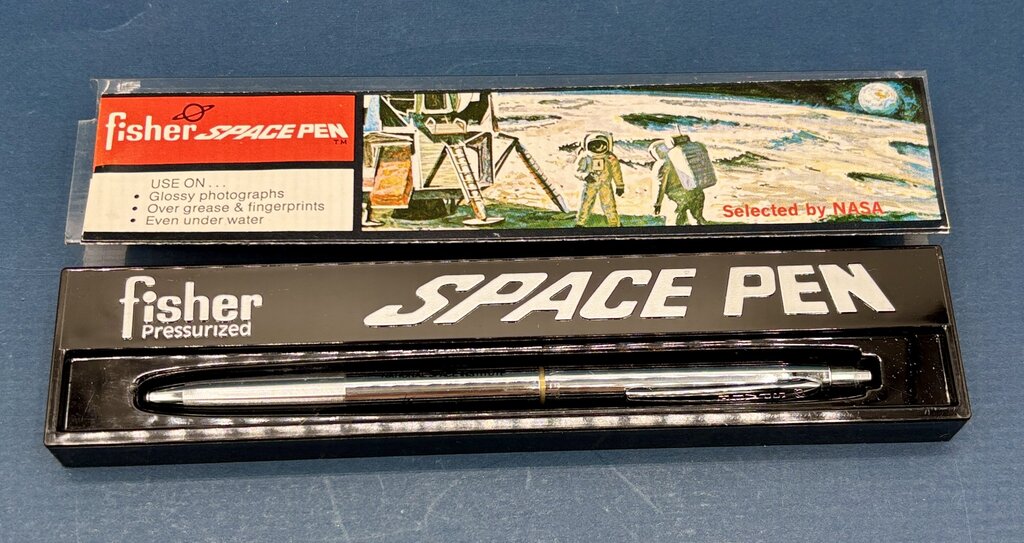 fisher SPACE PEN TM
USE ON . . .
• Glossy photographs
• Over grease & fingerprints
• Even under water
Selected by NASA
fisher
Pressurized
SPACE PEN